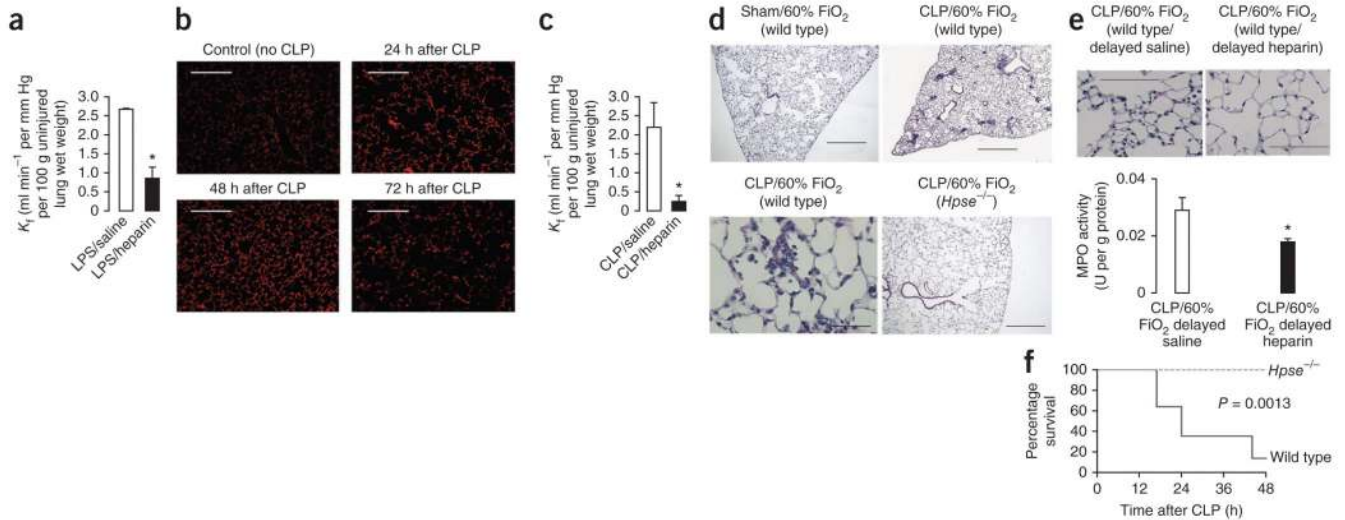 a
K_f (ml min⁻¹ per mm Hg
per 100 g uninjured
lung wet weight)
3.0
2.5
2.0
1.5
1.0
0.5
0
*
LPS/saline
LPS/heparin
b
Control (no CLP)
24 h after CLP
48 h after CLP
72 h after CLP
c
K_f (ml min⁻¹ per mm Hg
per 100 g uninjured
lung wet weight)
3.0
2.5
2.0
1.5
1.0
0.5
0
*
CLP/saline
CLP/heparin
d
Sham/60% FiO₂
(wild type)
CLP/60% FiO₂
(wild type)
CLP/60% FiO₂
(wild type)
CLP/60% FiO₂
(Hpse⁻/⁻)
e
CLP/60% FiO₂
(wild type/
delayed saline)
CLP/60% FiO₂
(wild type/
delayed heparin)
MPO activity
(U per g protein)
0.04
0.02
0
*
CLP/60%
FiO₂ delayed
saline
CLP/60%
FiO₂ delayed
heparin
f
Percentage
survival
100
80
60
40
20
0
Hpse⁻/⁻
P = 0.0013
Wild type
0 12 24 36 48
Time after CLP (h)